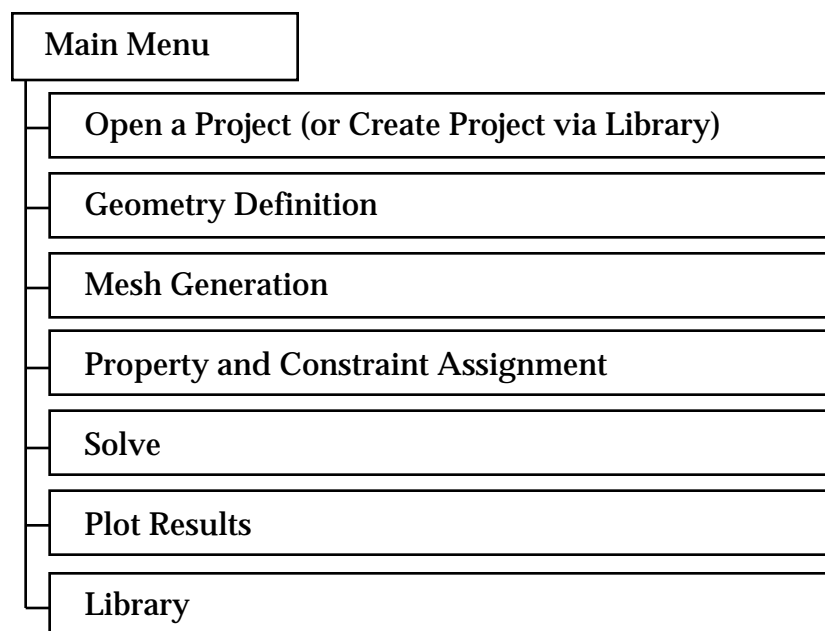 Main Menu
Open a Project (or Create Project via Library)
Geometry Definition
Mesh Generation
Property and Constraint Assignment
Solve
Plot Results
Library